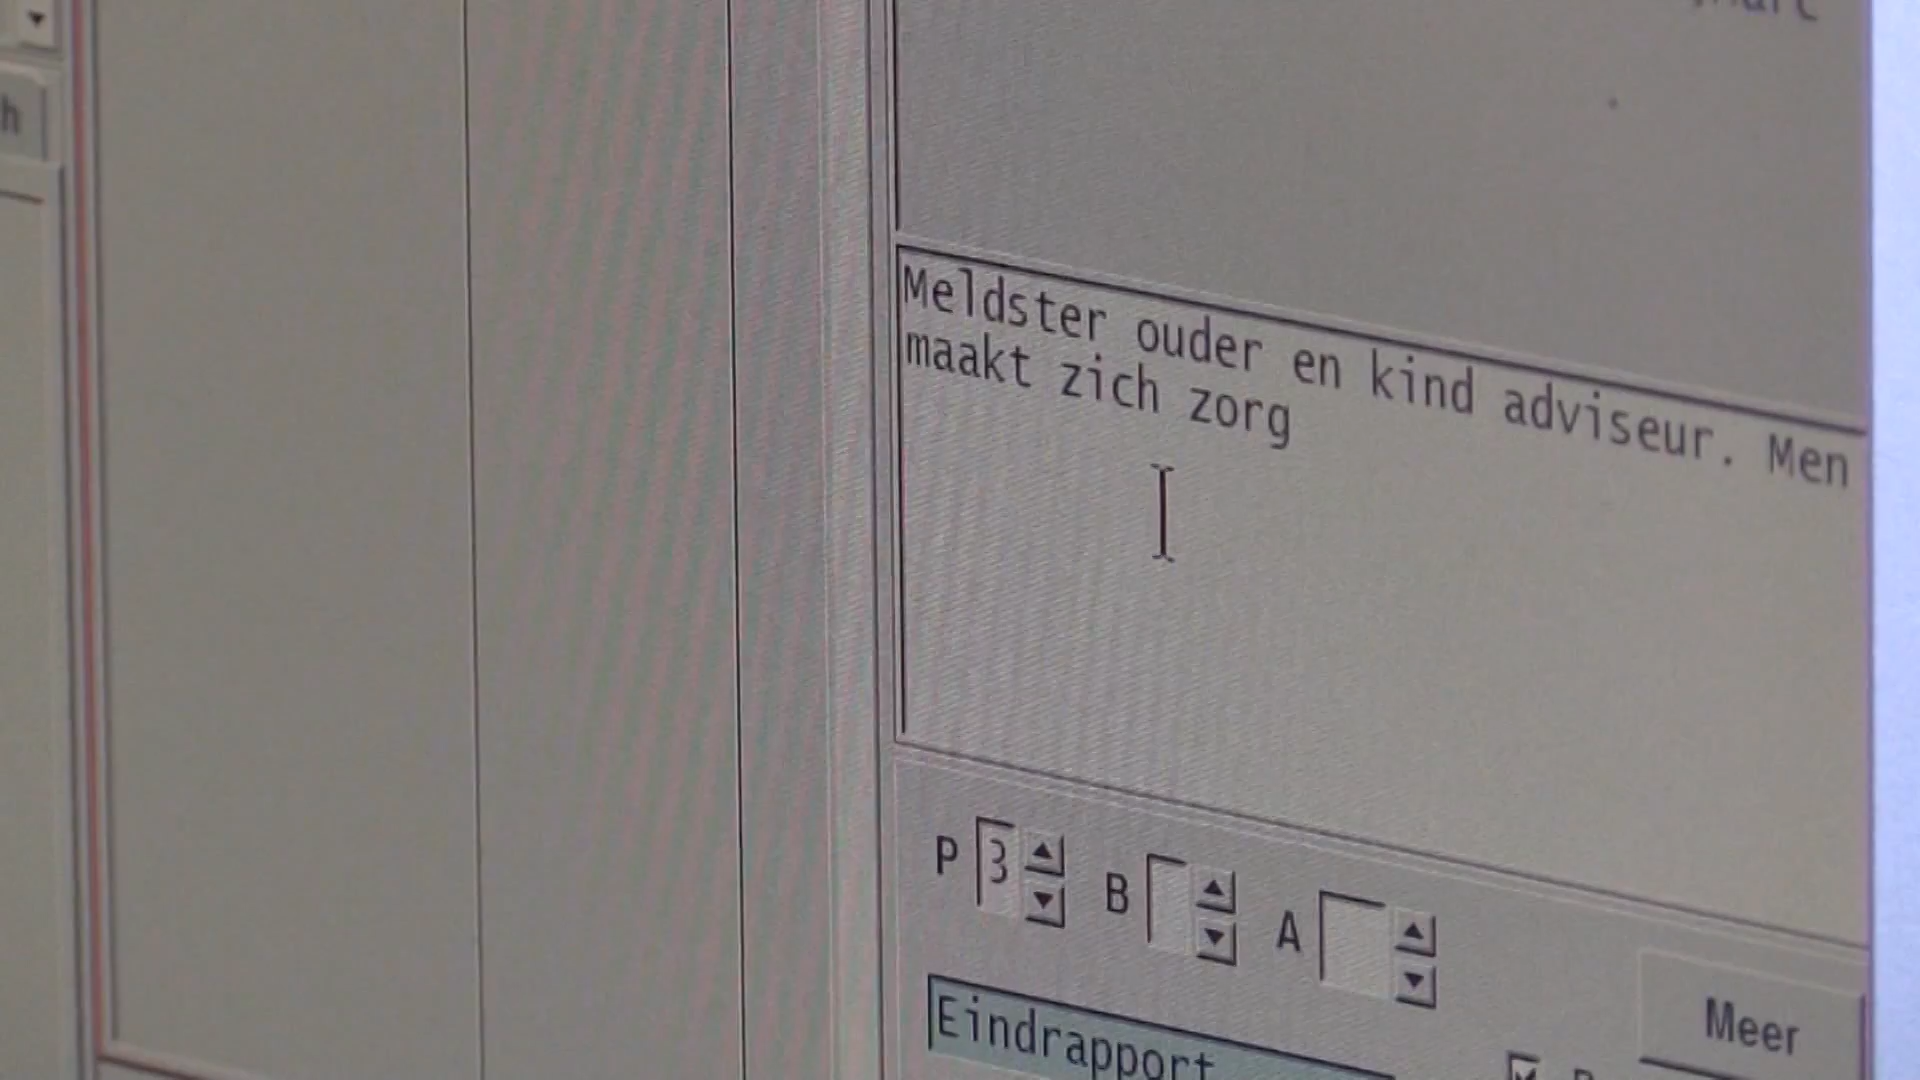 h
Meldster ouder en kind adviseur. Men
maakt zich zorg
P 3 B A
Meer
Eindrapport